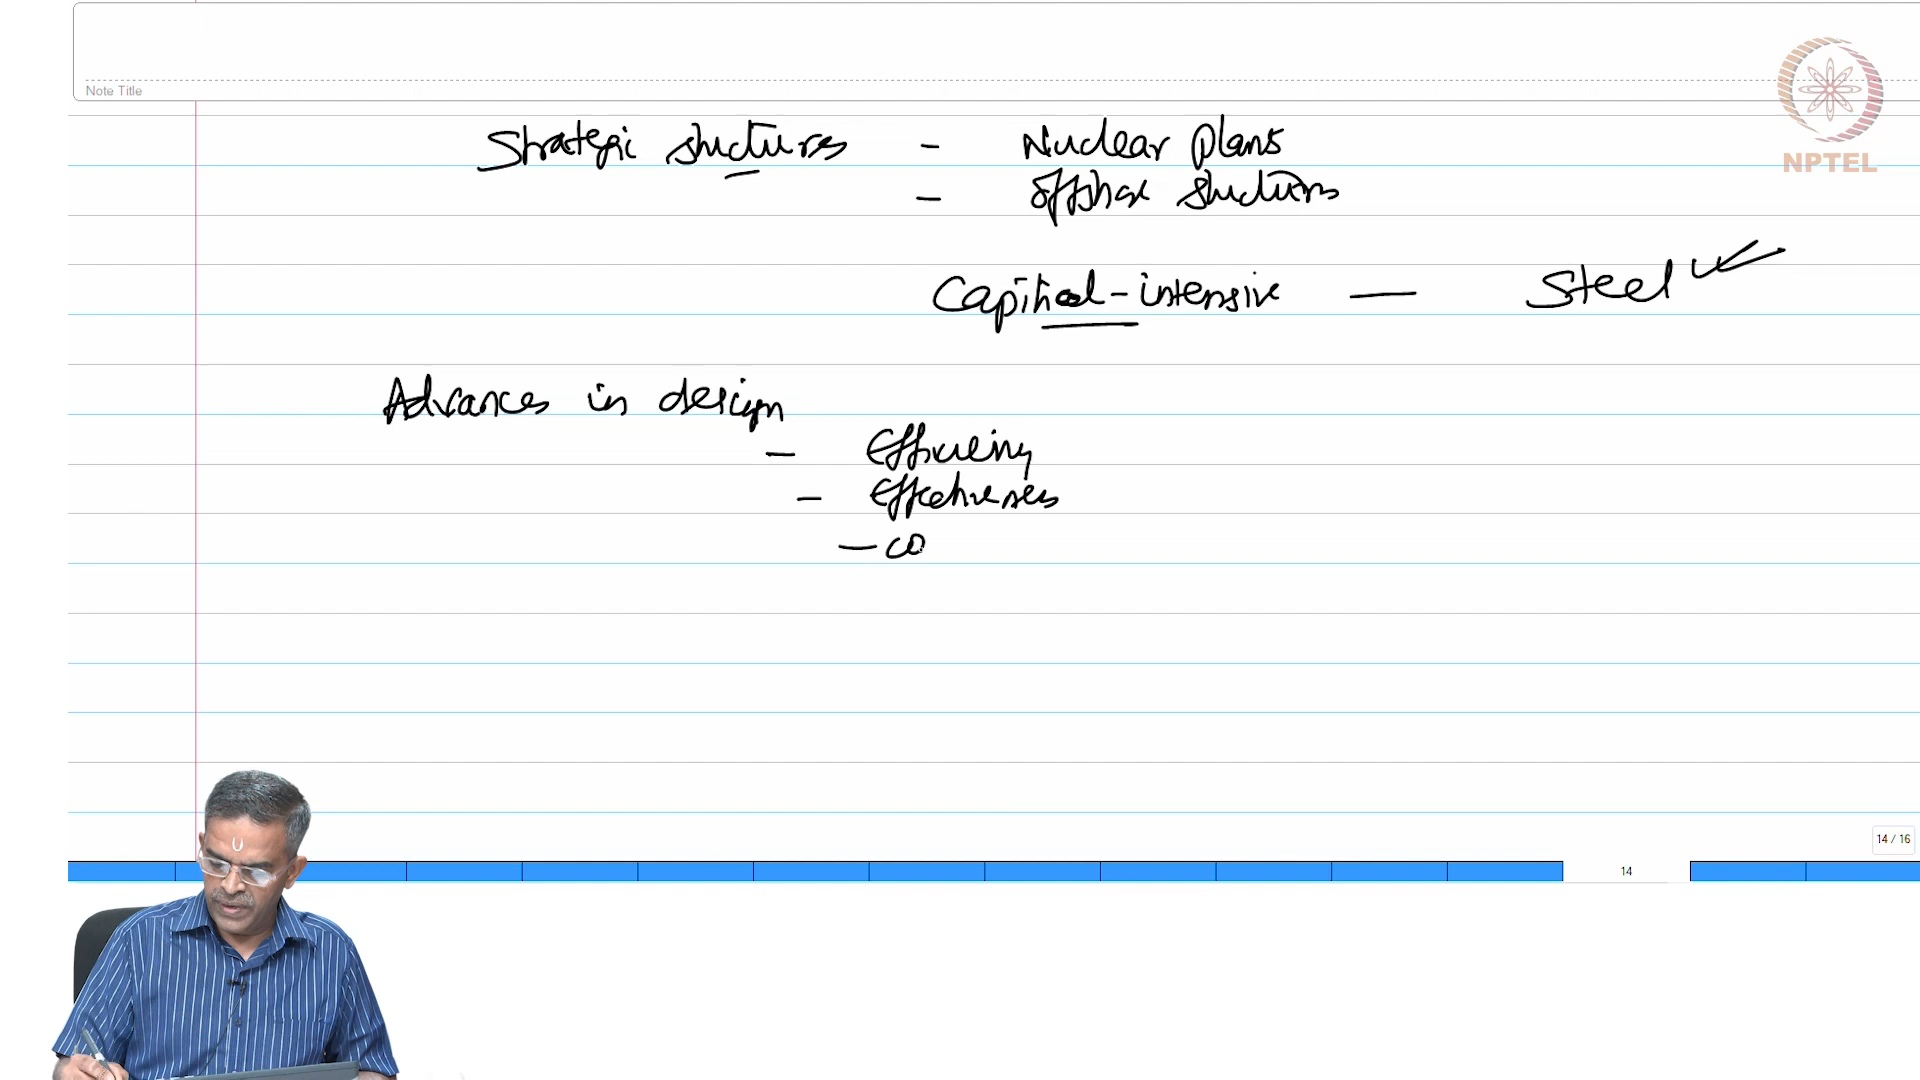 Note Title
NPTEL
Strategic structures - Nuclear plants
- offshore structures
Capital-intensive — Steel
Advances in design
- Efficiency
- Effectiveness
- co
14 / 16
14